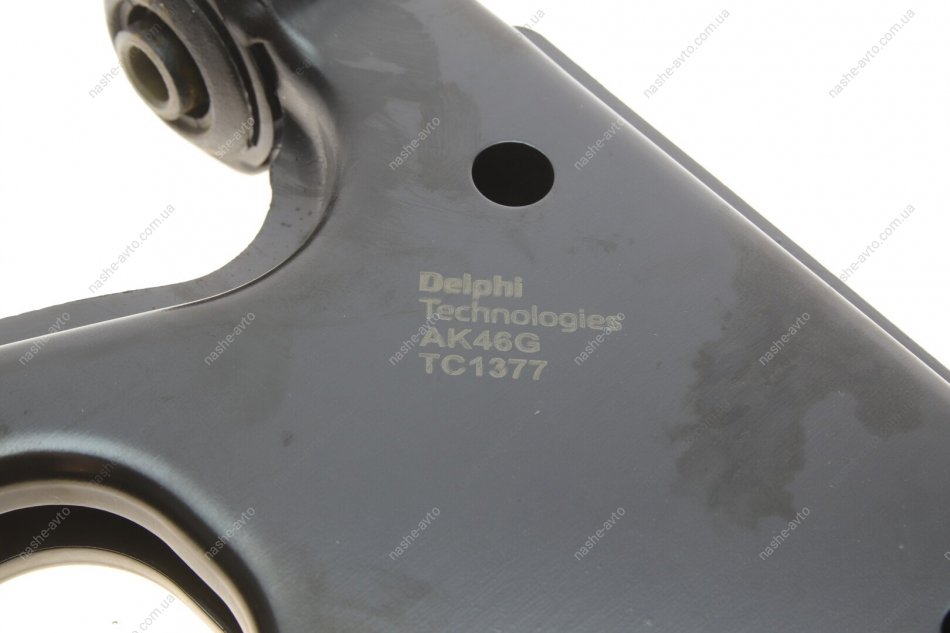 Delphi
Technologies
AK46G
TC1377
nashe-avto.com.ua